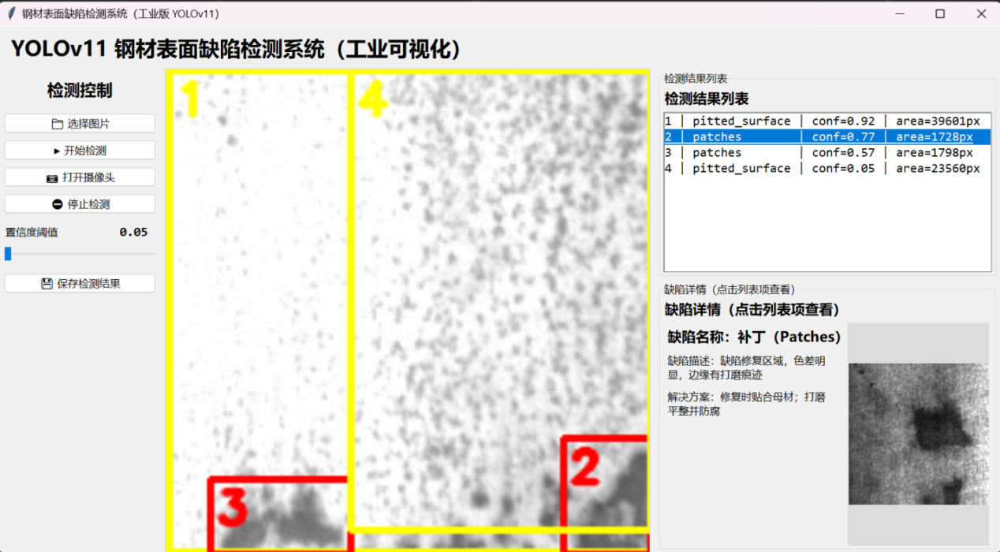 钢材表面缺陷检测系统（工业版 YOLOv11）
YOLOv11 钢材表面缺陷检测系统（工业可视化）
检测控制
选择图片
开始检测
打开摄像头
停止检测
置信度阈值 0.05
保存检测结果
1
4
2
3
检测结果列表
检测结果列表
1 | pitted_surface | conf=0.92 | area=39601px
2 | patches | conf=0.77 | area=1728px
3 | patches | conf=0.57 | area=1798px
4 | pitted_surface | conf=0.05 | area=23560px
缺陷详情（点击列表项查看）
缺陷详情（点击列表项查看）
缺陷名称：补丁（Patches）
缺陷描述：缺陷修复区域，色差明
显，边缘有打磨痕迹
解决方案：修复时贴合母材；打磨
平整并防腐